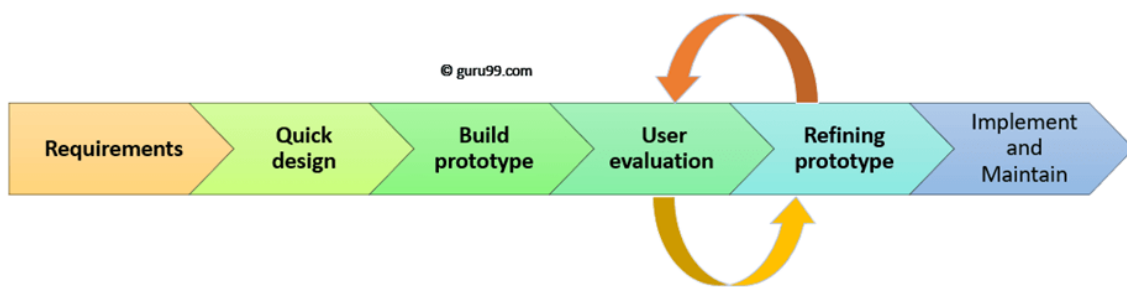 © guru99.com
Requirements
Quick
design
Build
prototype
User
evaluation
Refining
prototype
Implement
and
Maintain